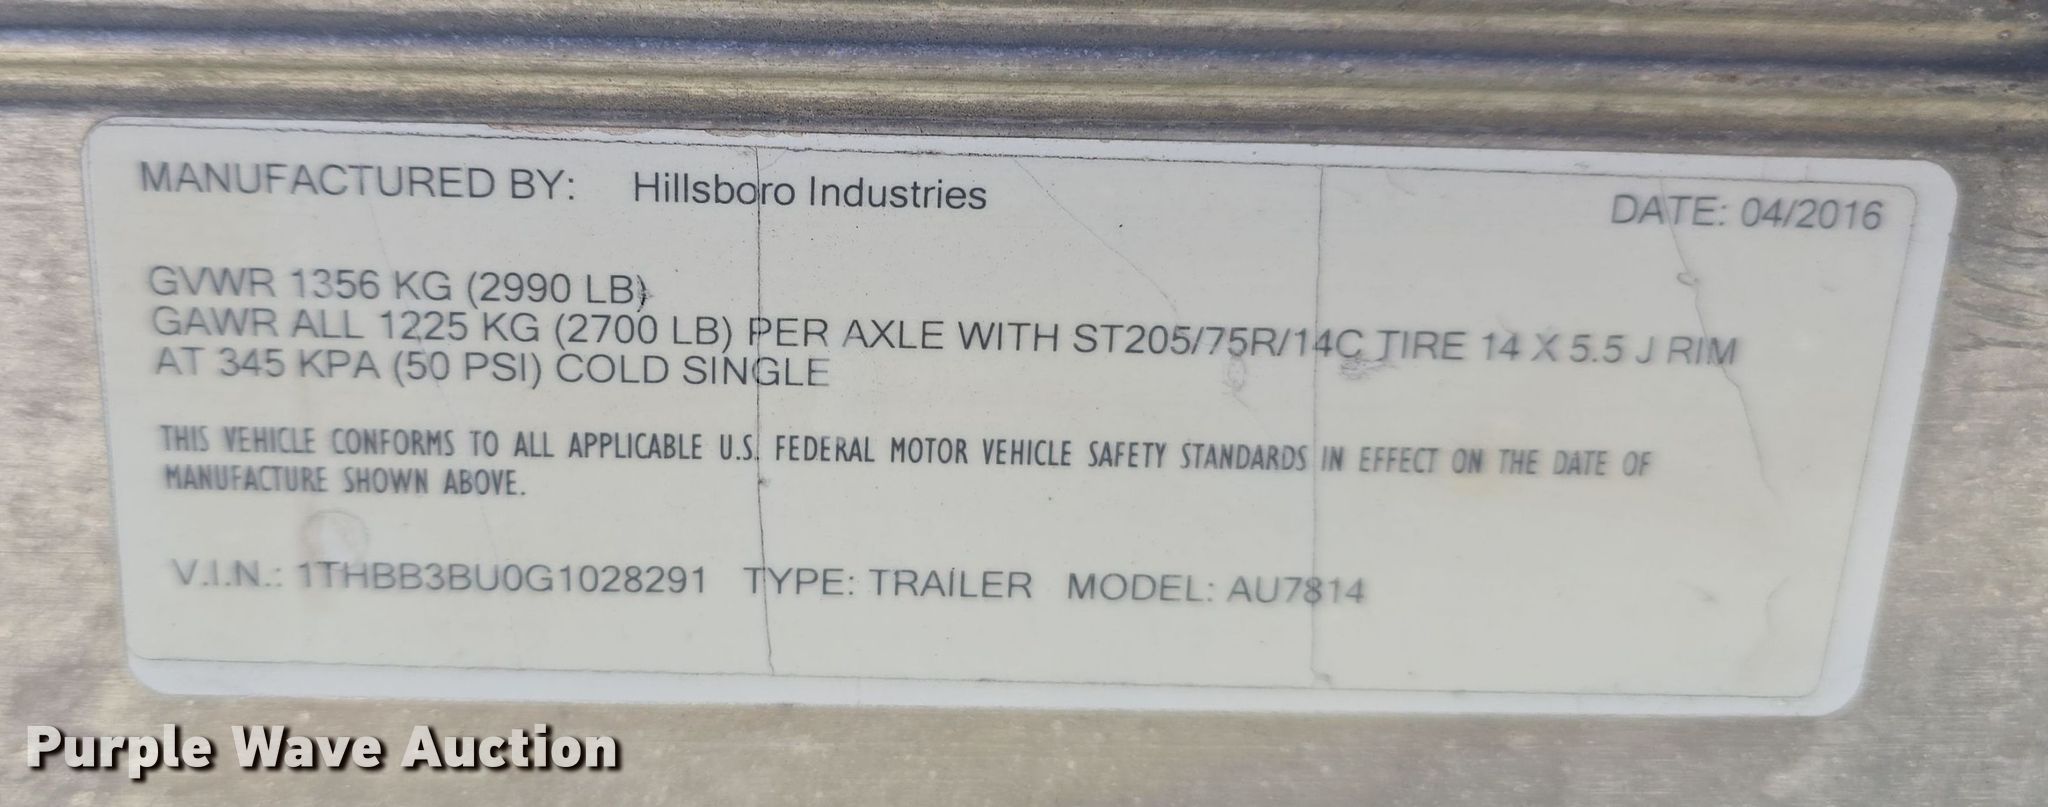 MANUFACTURED BY: Hillsboro Industries DATE: 04/2016
GVWR 1356 KG (2990 LB)
GAWR ALL 1225 KG (2700 LB) PER AXLE WITH ST205/75R/14C TIRE 14 X 5.5 J RIM
AT 345 KPA (50 PSI) COLD SINGLE
THIS VEHICLE CONFORMS TO ALL APPLICABLE U.S. FEDERAL MOTOR VEHICLE SAFETY STANDARDS IN EFFECT ON THE DATE OF
MANUFACTURE SHOWN ABOVE.
V.I.N.: 1THBB3BU0G1028291 TYPE: TRAILER MODEL: AU7814
Purple Wave Auction